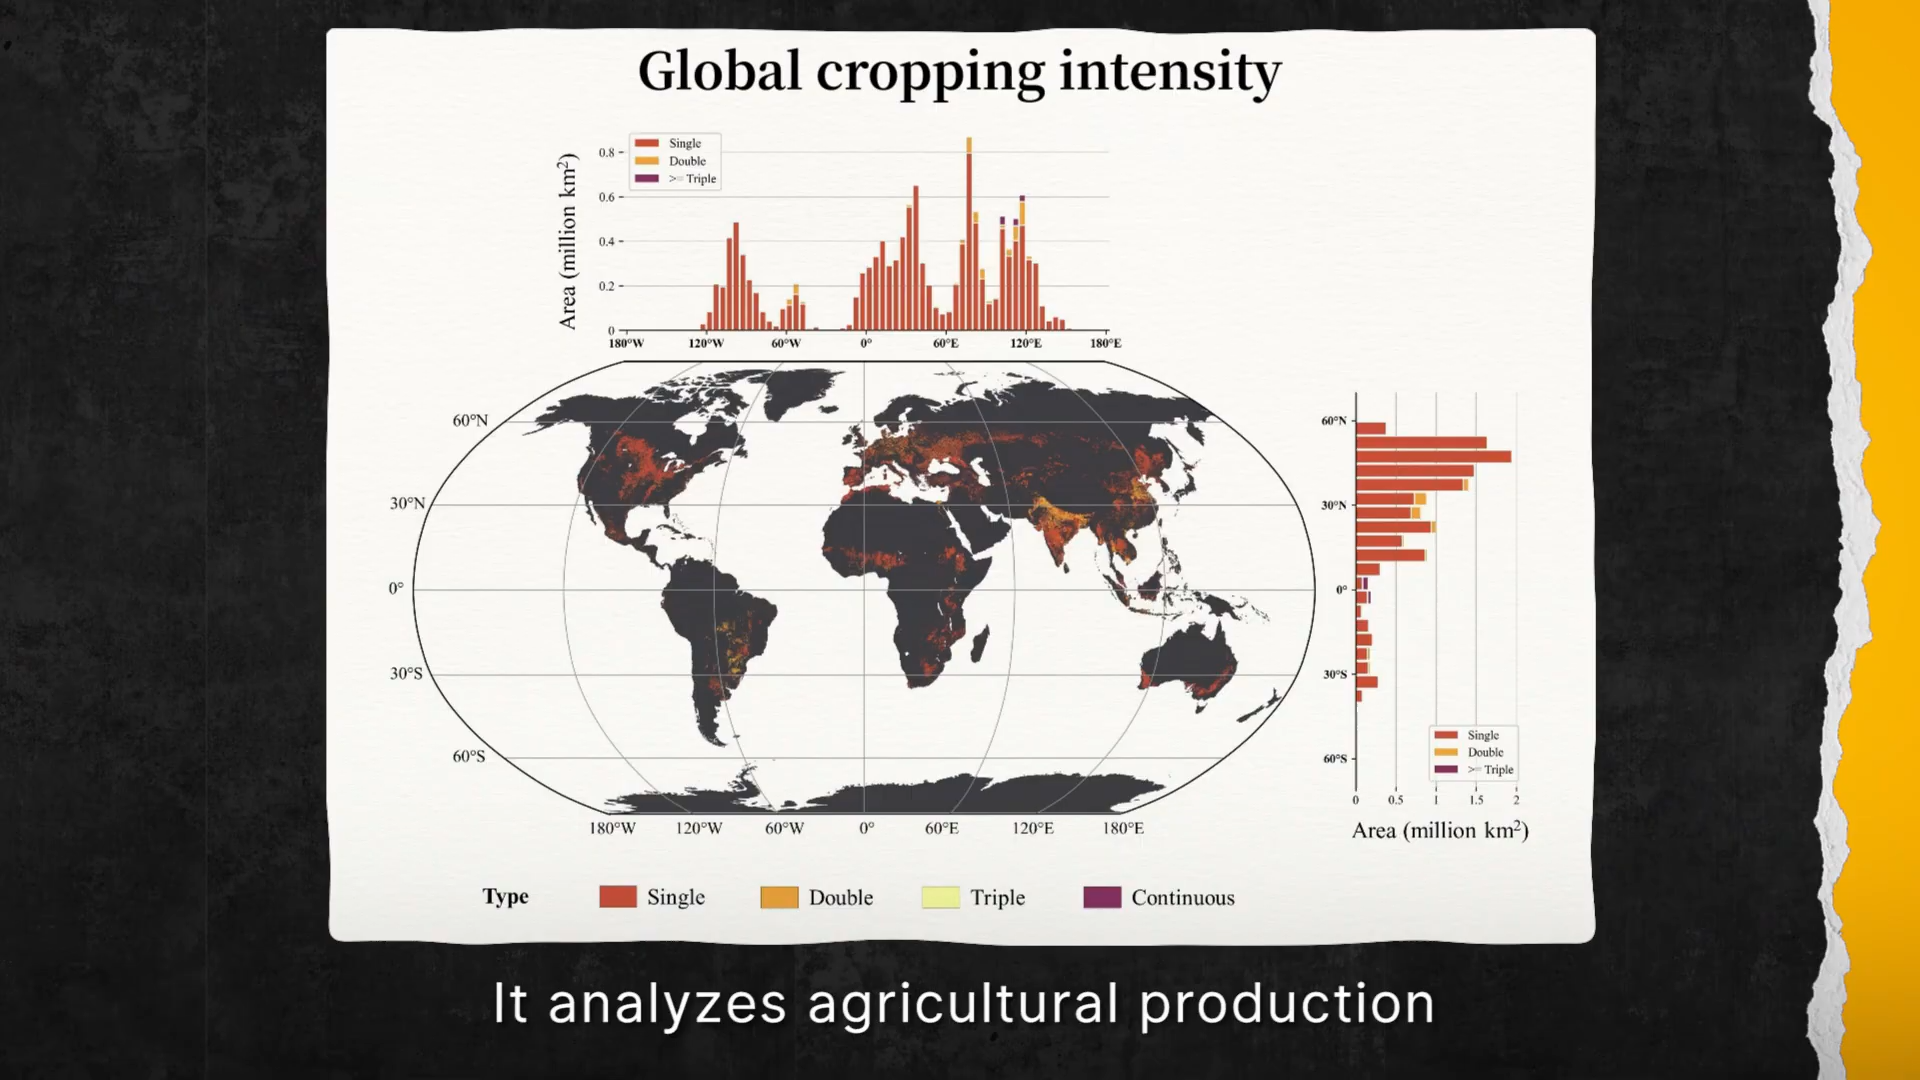 Global cropping intensity
Area (million km²)
0.8
0.6
0.4
0.2
0
Single
Double
>= Triple
180°W 120°W 60°W 0° 60°E 120°E 180°E
60°N
30°N
0°
30°S
60°S
180°W 120°W 60°W 0° 60°E 120°E 180°E
60°N
30°N
0°
30°S
60°S
Single
Double
>= Triple
0 0.5 1 1.5 2
Area (million km²)
Type Single Double Triple Continuous
It analyzes agricultural production